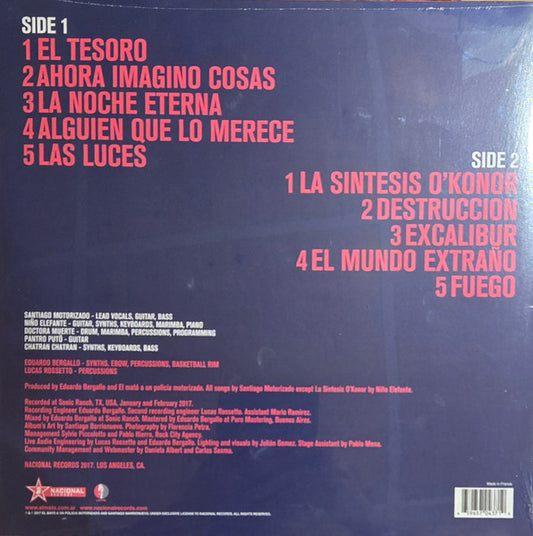 SIDE 1
1 EL TESORO
2 AHORA IMAGINO COSAS
3 LA NOCHE ETERNA
4 ALGUIEN QUE LO MERECE
5 LAS LUCES
SIDE 2
1 LA SINTESIS O'KONOR
2 DESTRUCCION
3 EXCALIBUR
4 EL MUNDO EXTRAÑO
5 FUEGO
SANTIAGO MOTORIZADO - LEAD VOCALS, GUITAR, BASS
NIÑO ELEFANTE - GUITAR, SYNTHS, KEYBOARDS, MARIMBA, PIANO
DOCTORA MUERTE - DRUM, MARIMBA, PERCUSSIONS, PROGRAMMING
PANTRO PUTÖ - GUITAR
CHATRAN CHATRAN - SYNTHS, KEYBOARDS, BASS
EDUARDO BERGALLO - SYNTHS, EBOW, PERCUSSIONS, BASKETBALL RIM
LUCAS ROSSETTO - PERCUSSIONS
Produced by Eduardo Bergallo and El mató a un policía motorizado. All songs by Santiago Motorizado except La Sintesis O'Konor by Niño Elefante.
Recorded at Sonic Ranch, TX, USA, January and February 2017.
Recording Engineer Eduardo Bergallo. Second recording engineer Lucas Rossetto. Assistant Mario Ramirez.
Mixed by Eduardo Bergallo at Sonic Ranch. Mastered by Eduardo Bergallo at Puro Mastering, Buenos Aires.
Album's Art by Santiago Barrionuevo. Photography by Florencia Petra.
Management Sylvie Piccolotto and Pablo Hierro, Rock City Agency.
Live Audio Engineering by Lucas Rossetto and Eduardo Bergallo. Lighting and visuals by Julián Gomez. Stage Assistant by Pablo Mena.
Community Management and Webmaster by Daniela Albert and Carlos Sesma.
NACIONAL RECORDS 2017. LOS ANGELES, CA.
Made in France
NACIONAL
RECORDS
www.elmato.com.ar www.nacionalrecords.com